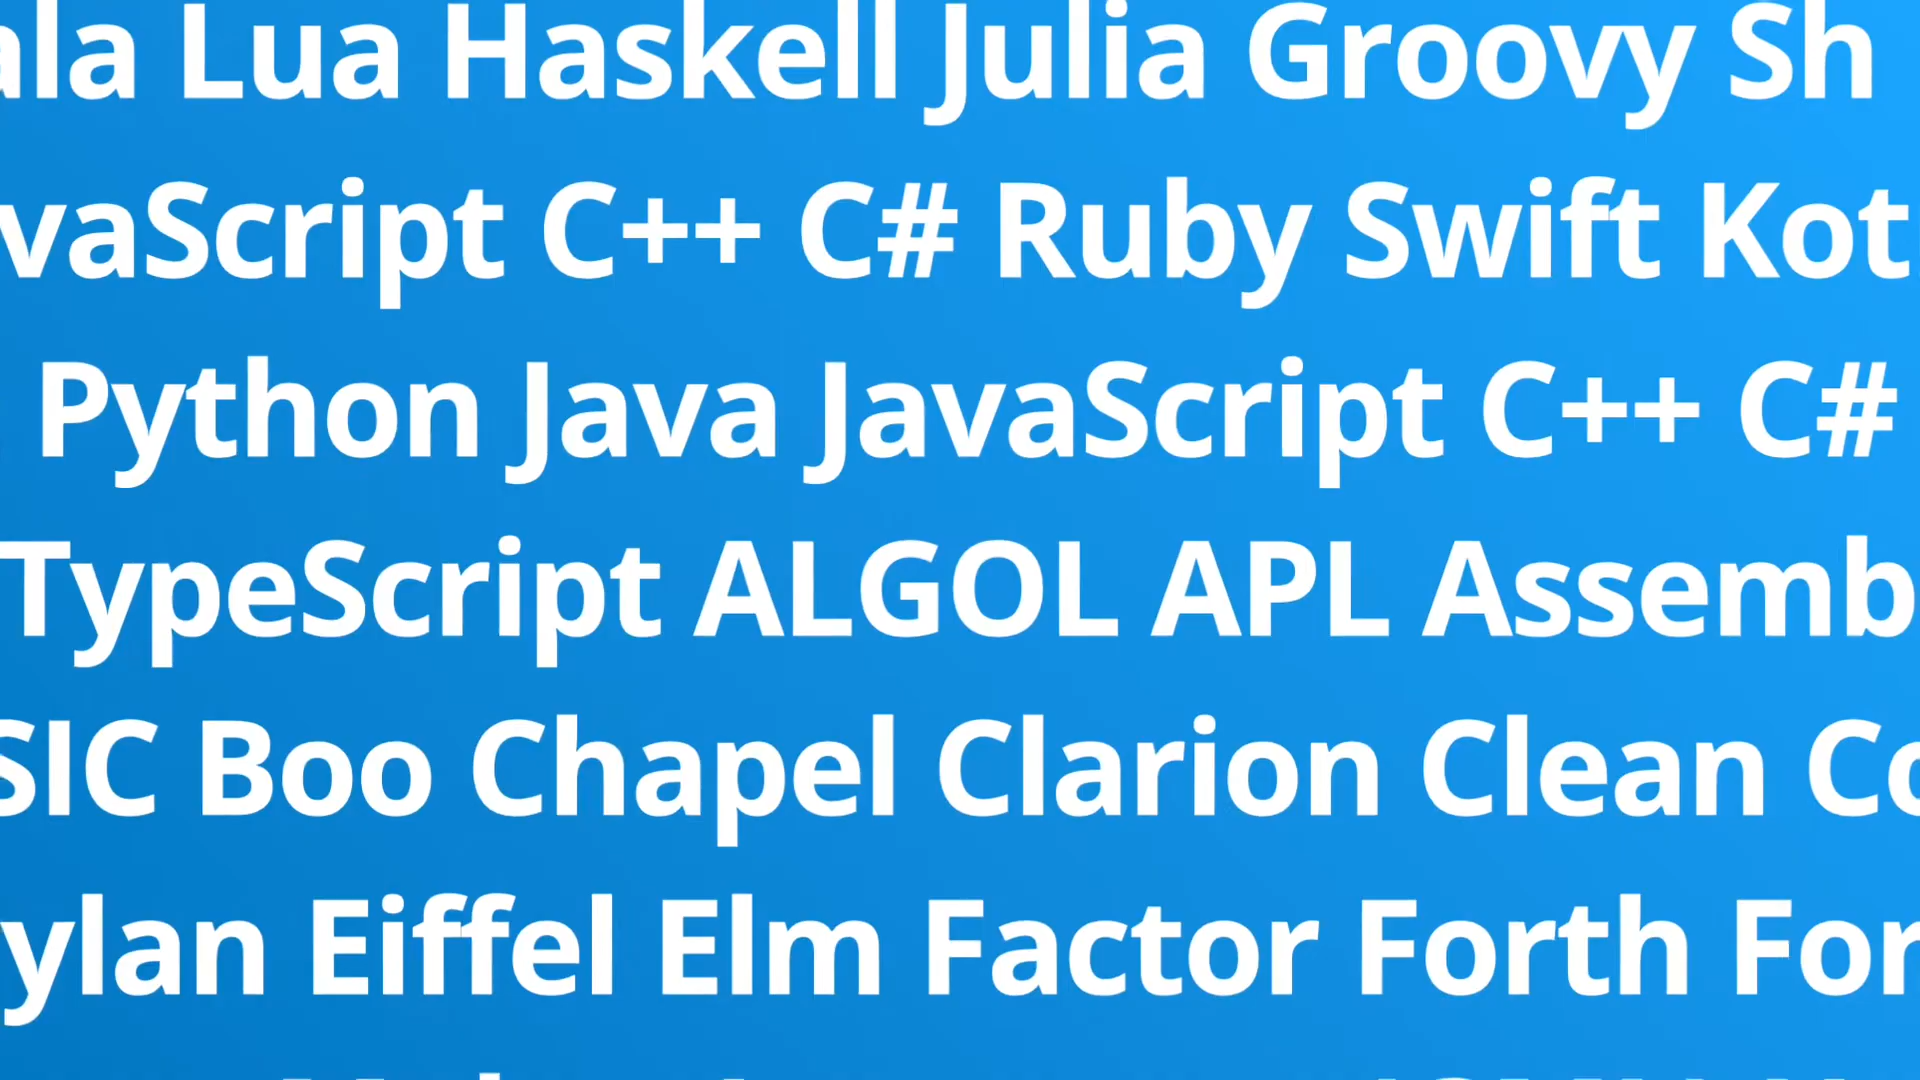 ala Lua Haskell Julia Groovy Sh
vaScript C++ C# Ruby Swift Kot
Python Java JavaScript C++ C#
TypeScript ALGOL APL Assemb
SIC Boo Chapel Clarion Clean Co
ylan Eiffel Elm Factor Forth For